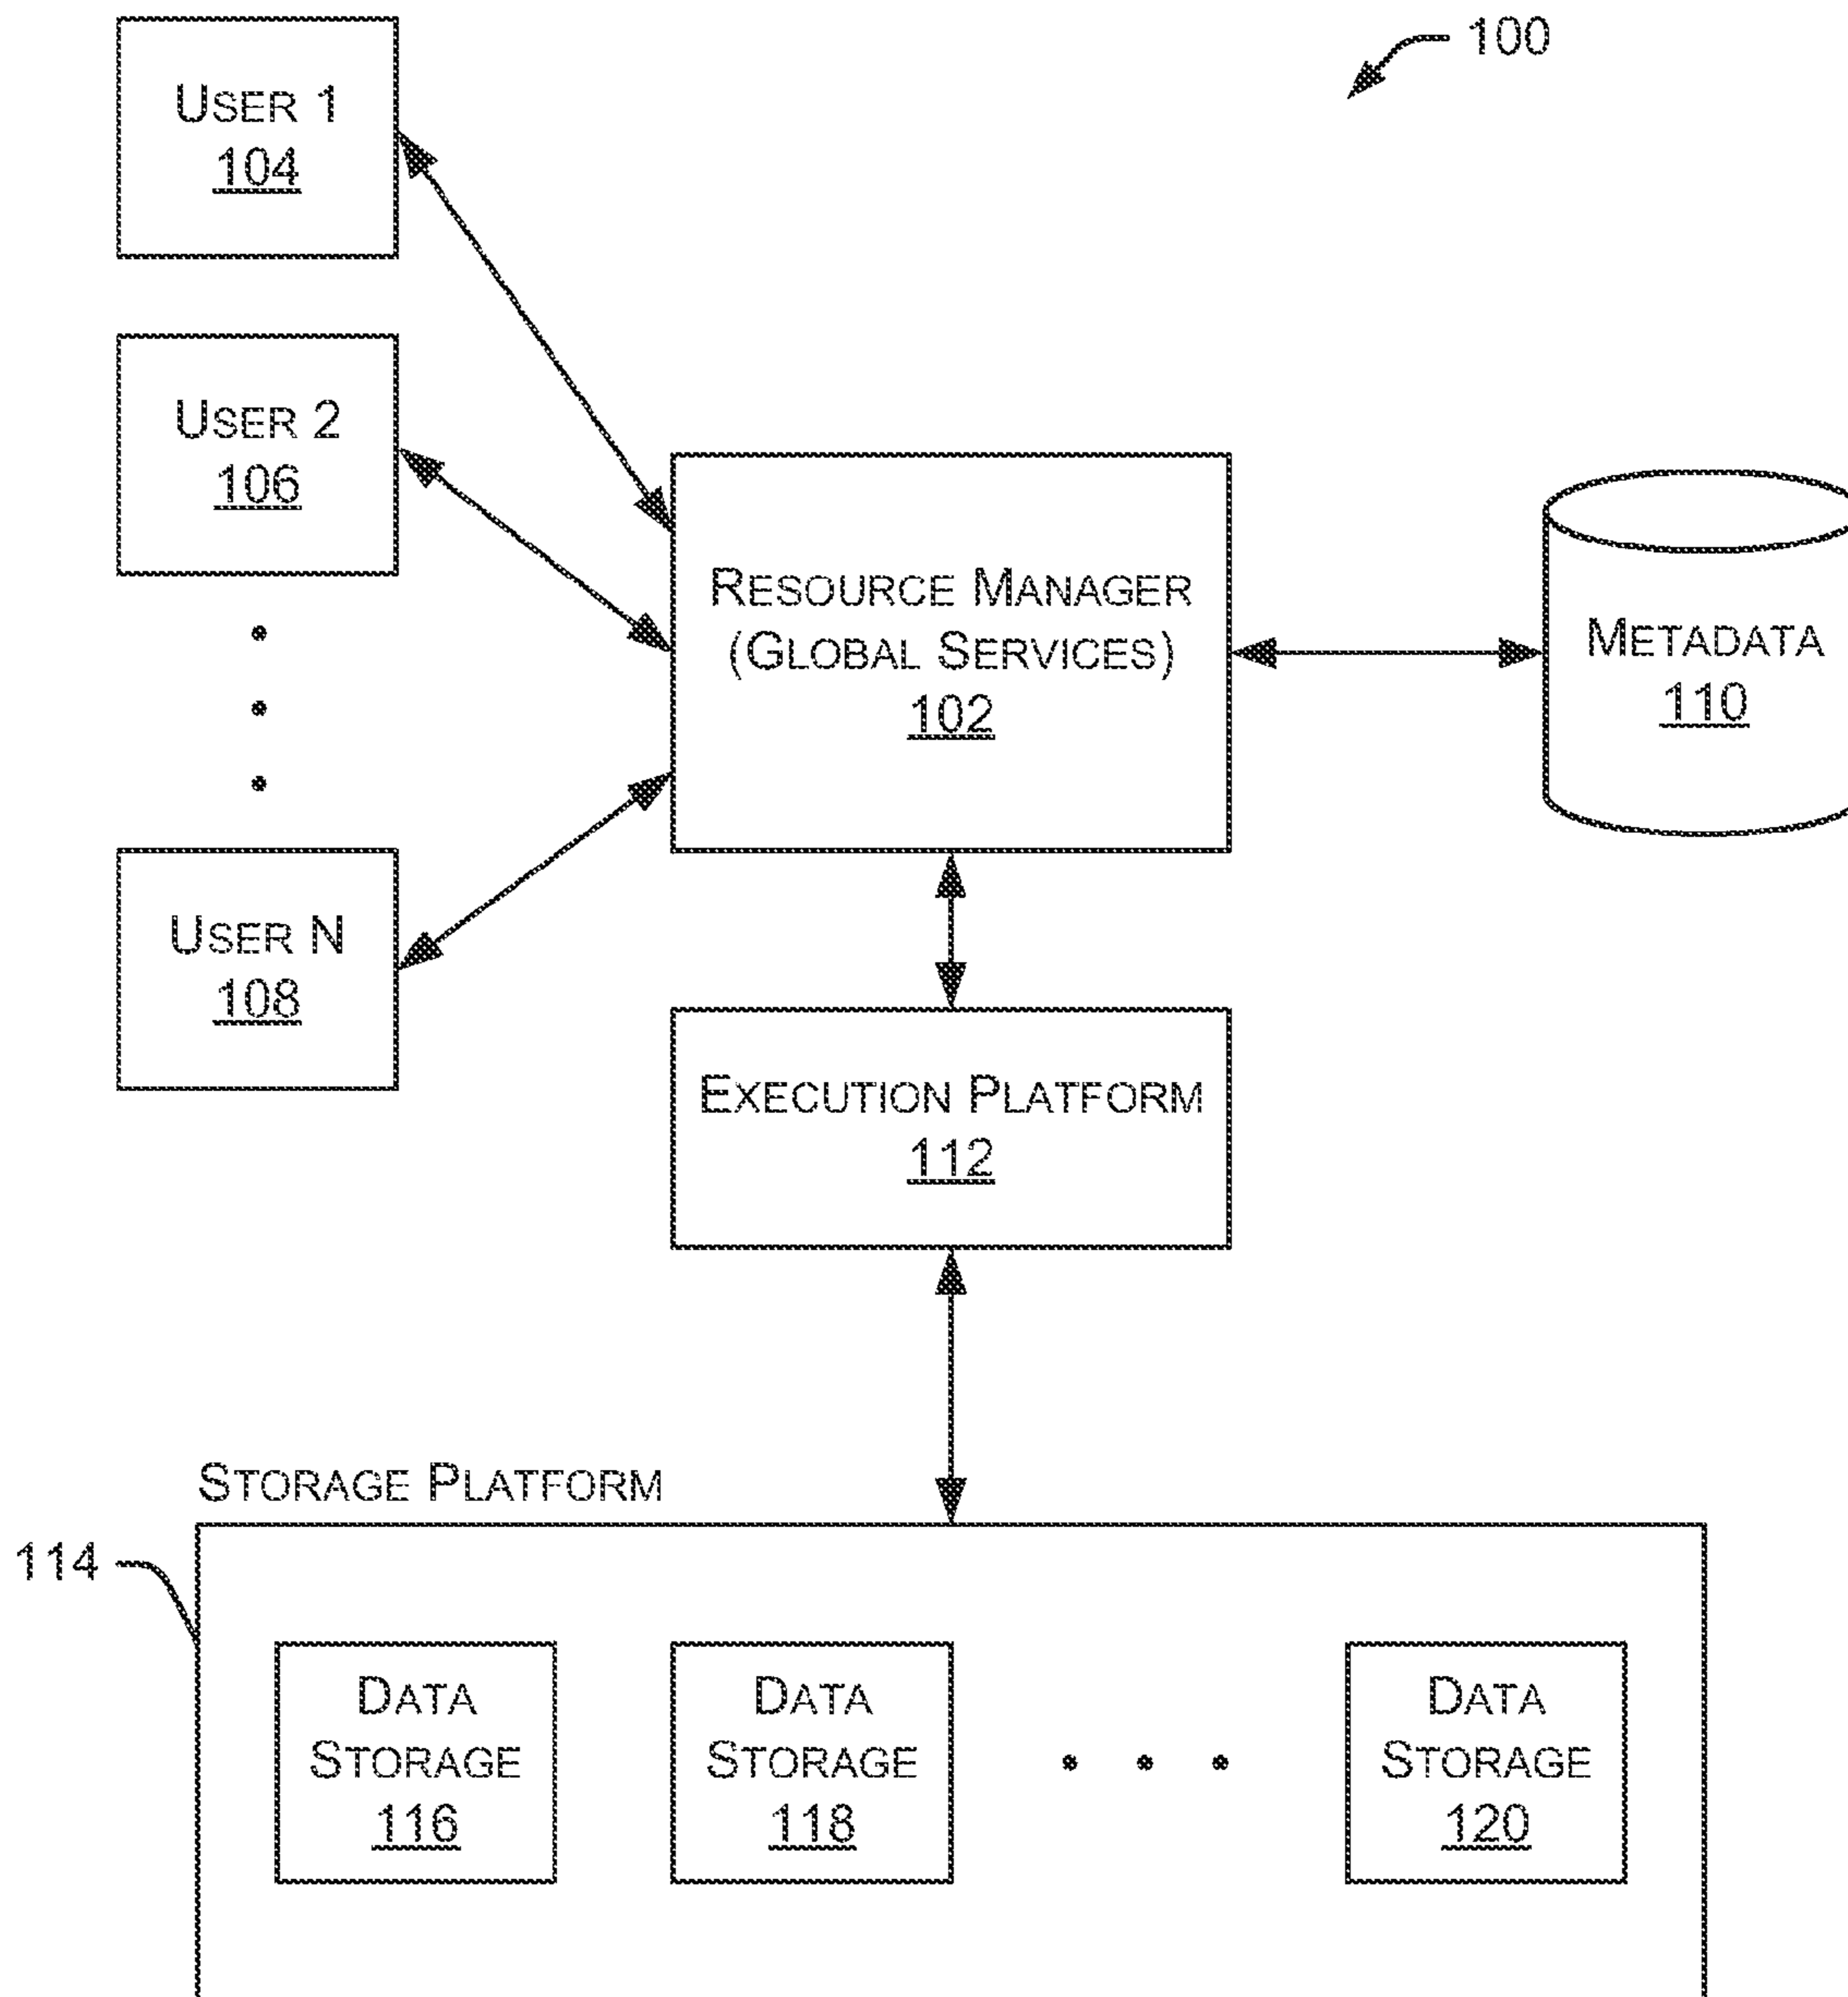 100
USER 1
104
USER 2
106
RESOURCE MANAGER
(GLOBAL SERVICES)
102
METADATA
110
USER N
108
EXECUTION PLATFORM
112
STORAGE PLATFORM
114
DATA
STORAGE
116
DATA
STORAGE
118
DATA
STORAGE
120